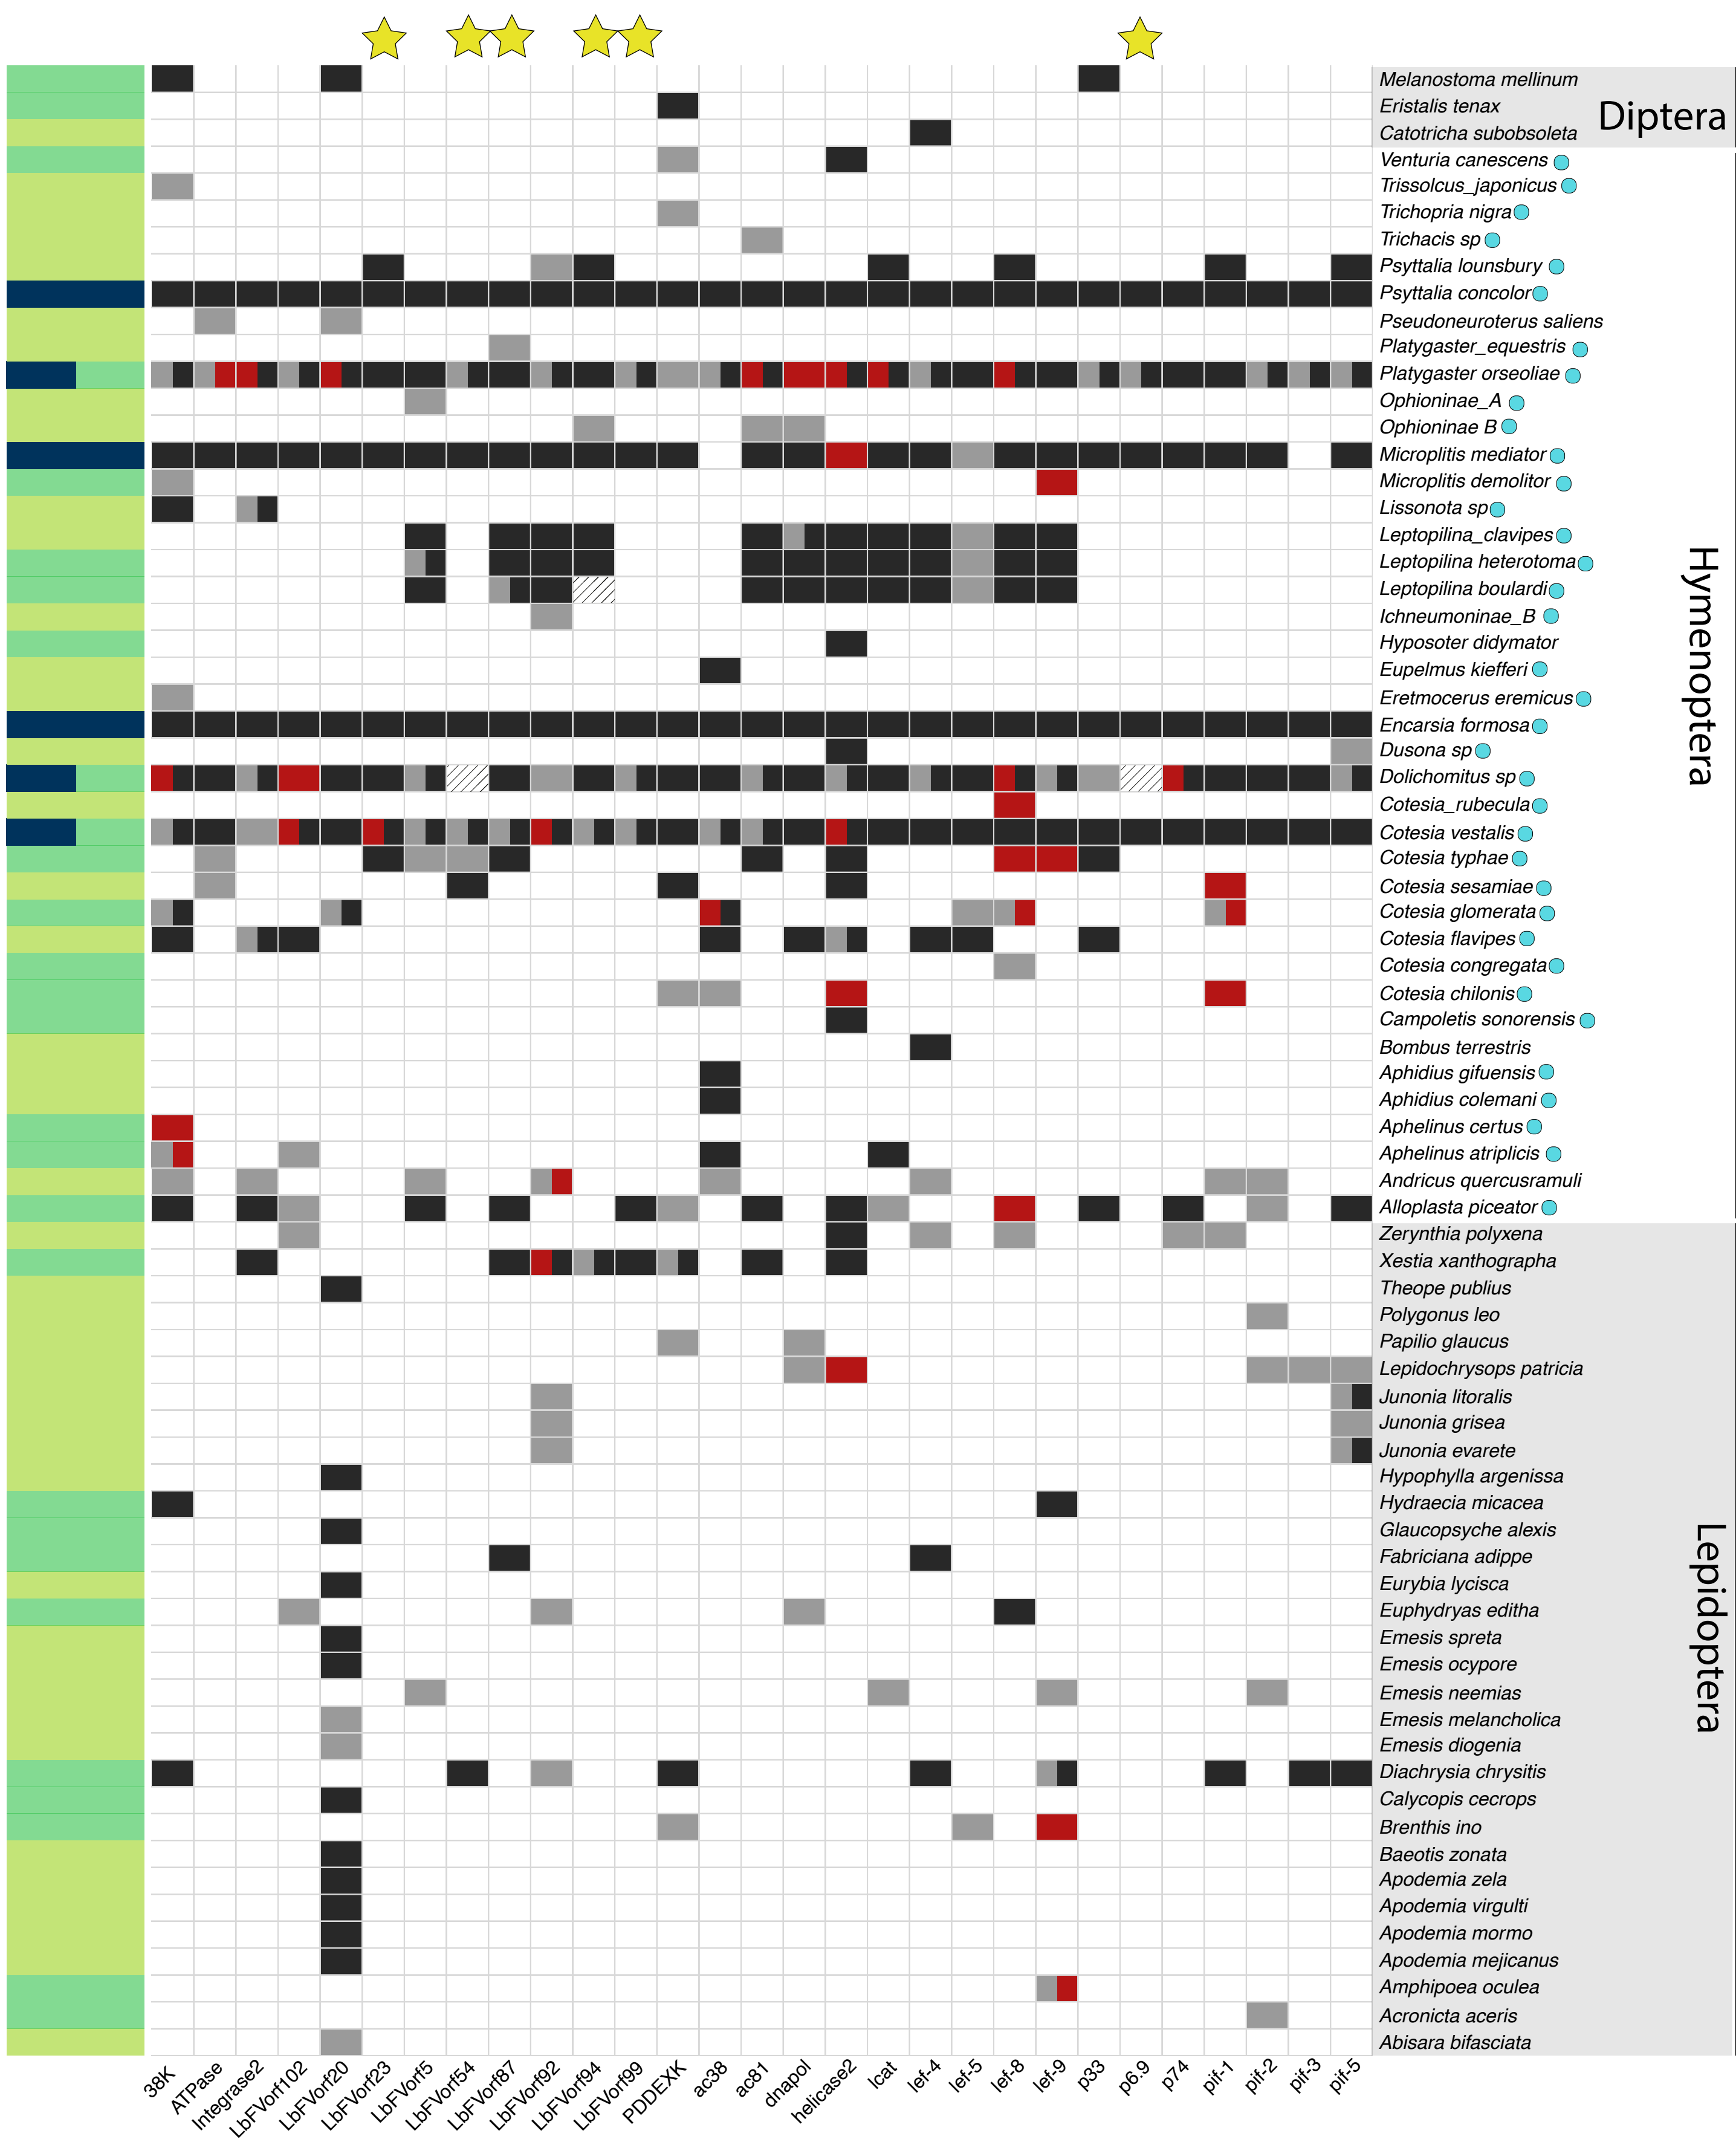 Melanostoma mellinum
Eristalis tenax
Catotricha subobsoleta
Diptera
Venturia canescens
Trissolcus_japonicus
Trichopria nigra
Trichacis sp
Psyttalia lounsbury
Psyttalia concolor
Pseudoneuroterus saliens
Platygaster_equestris
Platygaster orseoliae
Ophioninae_A
Ophioninae B
Microplitis mediator
Microplitis demolitor
Lissonota sp
Leptopilina_clavipes
Leptopilina heterotoma
Leptopilina boulardi
Ichneumoninae_B
Hyposoter didymator
Eupelmus kiefferi
Eretmocerus eremicus
Encarsia formosa
Dusona sp
Dolichomitus sp
Cotesia_rubecula
Cotesia vestalis
Cotesia typhae
Cotesia sesamiae
Cotesia glomerata
Cotesia flavipes
Cotesia congregata
Cotesia chilonis
Campoletis sonorensis
Bombus terrestris
Aphidius gifuensis
Aphidius colemani
Aphelinus certus
Aphelinus atriplicis
Andricus quercusramuli
Alloplasta piceator
Hymenoptera
Zerynthia polyxena
Xestia xanthographa
Theope publius
Polygonus leo
Papilio glaucus
Lepidochrysops patricia
Junonia litoralis
Junonia grisea
Junonia evarete
Hypophylla argenissa
Hydraecia micacea
Glaucopsyche alexis
Fabriciana adippe
Eurybia lycisca
Euphydryas editha
Emesis spreta
Emesis ocypore
Emesis neemias
Emesis melancholica
Emesis diogenia
Diachrysia chrysitis
Calycopis cecrops
Brenthis ino
Baeotis zonata
Apodemia zela
Apodemia virgulti
Apodemia mormo
Apodemia mejicanus
Amphipoea oculea
Acronicta aceris
Abisara bifasciata
Lepidoptera
38K
ATPase
Integrase2
LbFVorf102
LbFVorf20
LbFVorf23
LbFVorf5
LbFVorf54
LbFVorf87
LbFVorf92
LbFVorf94
LbFVorf99
PDDEXK
ac38
ac81
dnapol
helicase2
lcat
lef-4
lef-5
lef-8
lef-9
p33
p6.9
p74
pif-1
pif-2
pif-3
pif-5